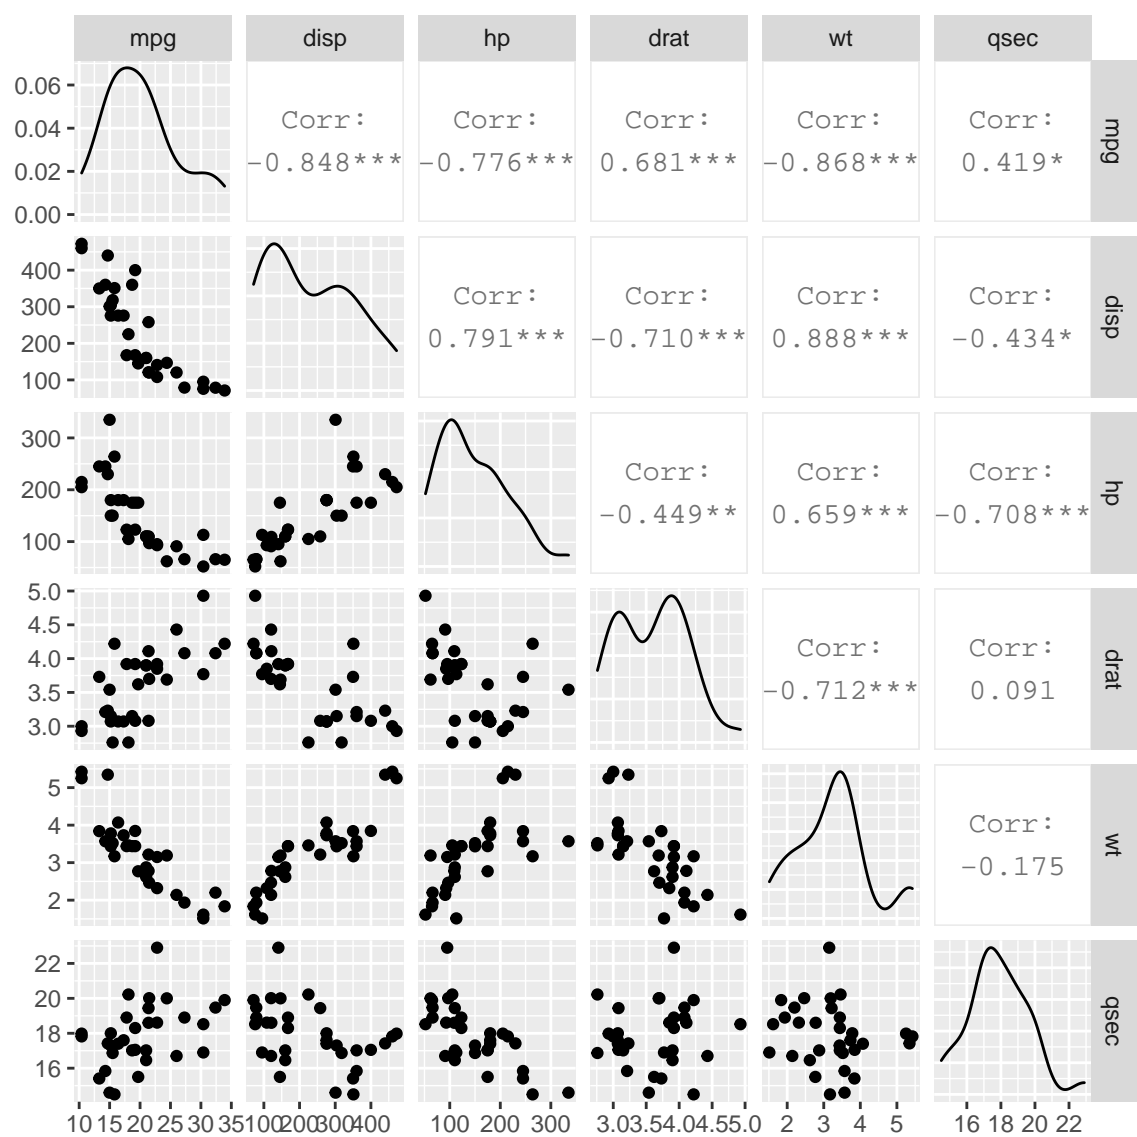 mpg disp hp drat wt qsec
0.06
0.04
0.02
0.00
Corr: Corr: Corr: Corr: Corr:
-0.848*** -0.776*** 0.681*** -0.868*** 0.419*
mpg
400
300
200
100
Corr: Corr: Corr: Corr:
0.791*** -0.710*** 0.888*** -0.434*
disp
300
200
100
Corr: Corr: Corr:
-0.449** 0.659*** -0.708***
hp
5.0
4.5
4.0
3.5
3.0
Corr: Corr:
-0.712*** 0.091
drat
5
4
3
2
Corr:
-0.175
wt
22
20
18
16
qsec
10 15 20 25 30 35 100 200 300 400 100 200 300 3.0 3.5 4.0 4.5 5.0 2 3 4 5 16 18 20 22